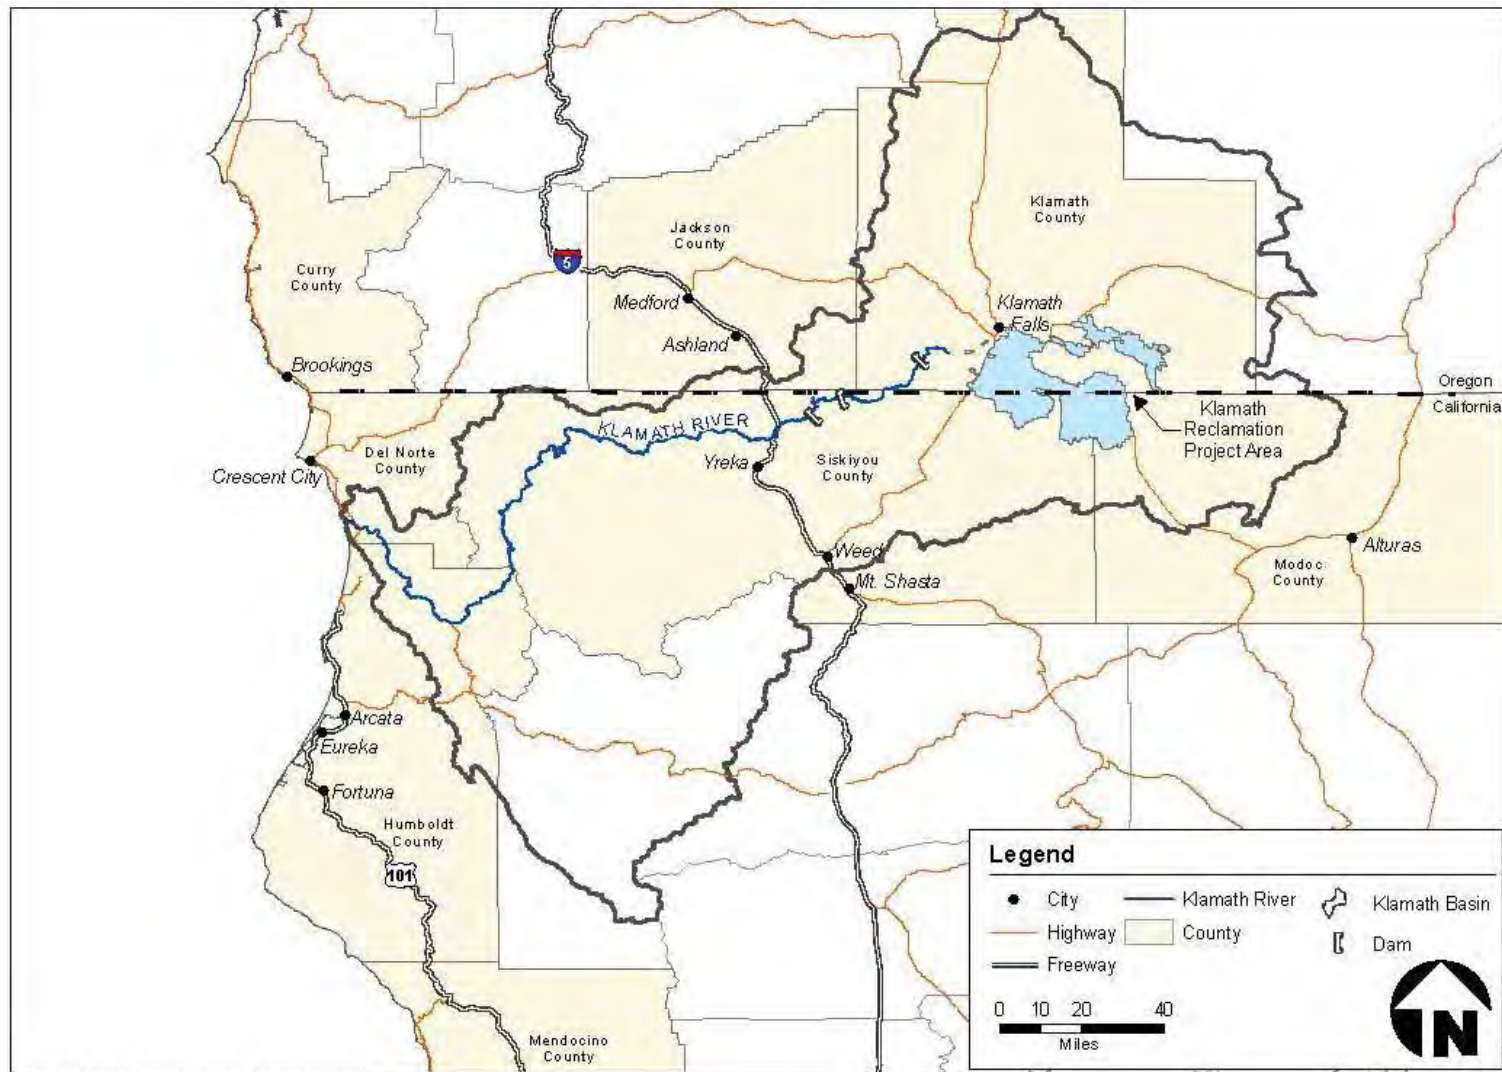 Jackson
County
Klamath
County
5
Curry
County
Medford
Klamath
Falls
Ashland
Brookings
Oregon
California
KLAMATH RIVER
Klamath
Reclamation
Project Area
Del Norte
County
Yreka
Siskiyou
County
Crescent City
Weed
Alturas
Modoc
County
Mt. Shasta
Arcata
Eureka
Fortuna
Humboldt
County
101
Mendocino
County
Legend
City
Klamath River
Klamath Basin
Highway
County
Dam
Freeway
0 10 20 40
Miles
N